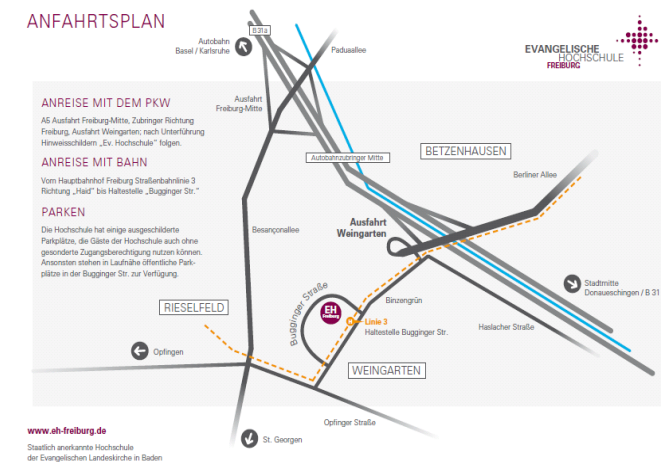 ANFAHRTSPLAN
B31a
Autobahn
Basel / Karlsruhe
Paduaallee
EVANGELISCHE
HOCHSCHULE
FREIBURG
ANREISE MIT DEM PKW
A5 Ausfahrt Freiburg-Mitte, Zubringer Richtung
Freiburg, Ausfahrt Weingarten; nach Unterführung
Hinweisschildern „Ev. Hochschule“ folgen.
ANREISE MIT BAHN
Vom Hauptbahnhof Freiburg Straßenbahnlinie 3
Richtung „Haid“ bis Haltestelle „Bugginger Str.“
PARKEN
Die Hochschule hat einige ausgeschilderte
Parkplätze, die Gäste der Hochschule auch ohne
gesonderte Zugangsberechtigung nutzen können.
Ansonsten stehen in Laufnähe öffentliche Park-
plätze in der Bugginger Str. zur Verfügung.
Ausfahrt
Freiburg-Mitte
Autobahnzubringer Mitte
BETZENHAUSEN
Berliner Allee
Besançonallee
Ausfahrt
Weingarten
Stadtmitte
Donaueschingen / B 31
RIESELFELD
Bugginger Straße
EH
Freiburg
Binzengrün
H
Linie 3
Haltestelle Bugginger Str.
Haslacher Straße
Opfingen
WEINGARTEN
Opfinger Straße
St. Georgen
www.eh-freiburg.de
Staatlich anerkannte Hochschule
der Evangelischen Landeskirche in Baden